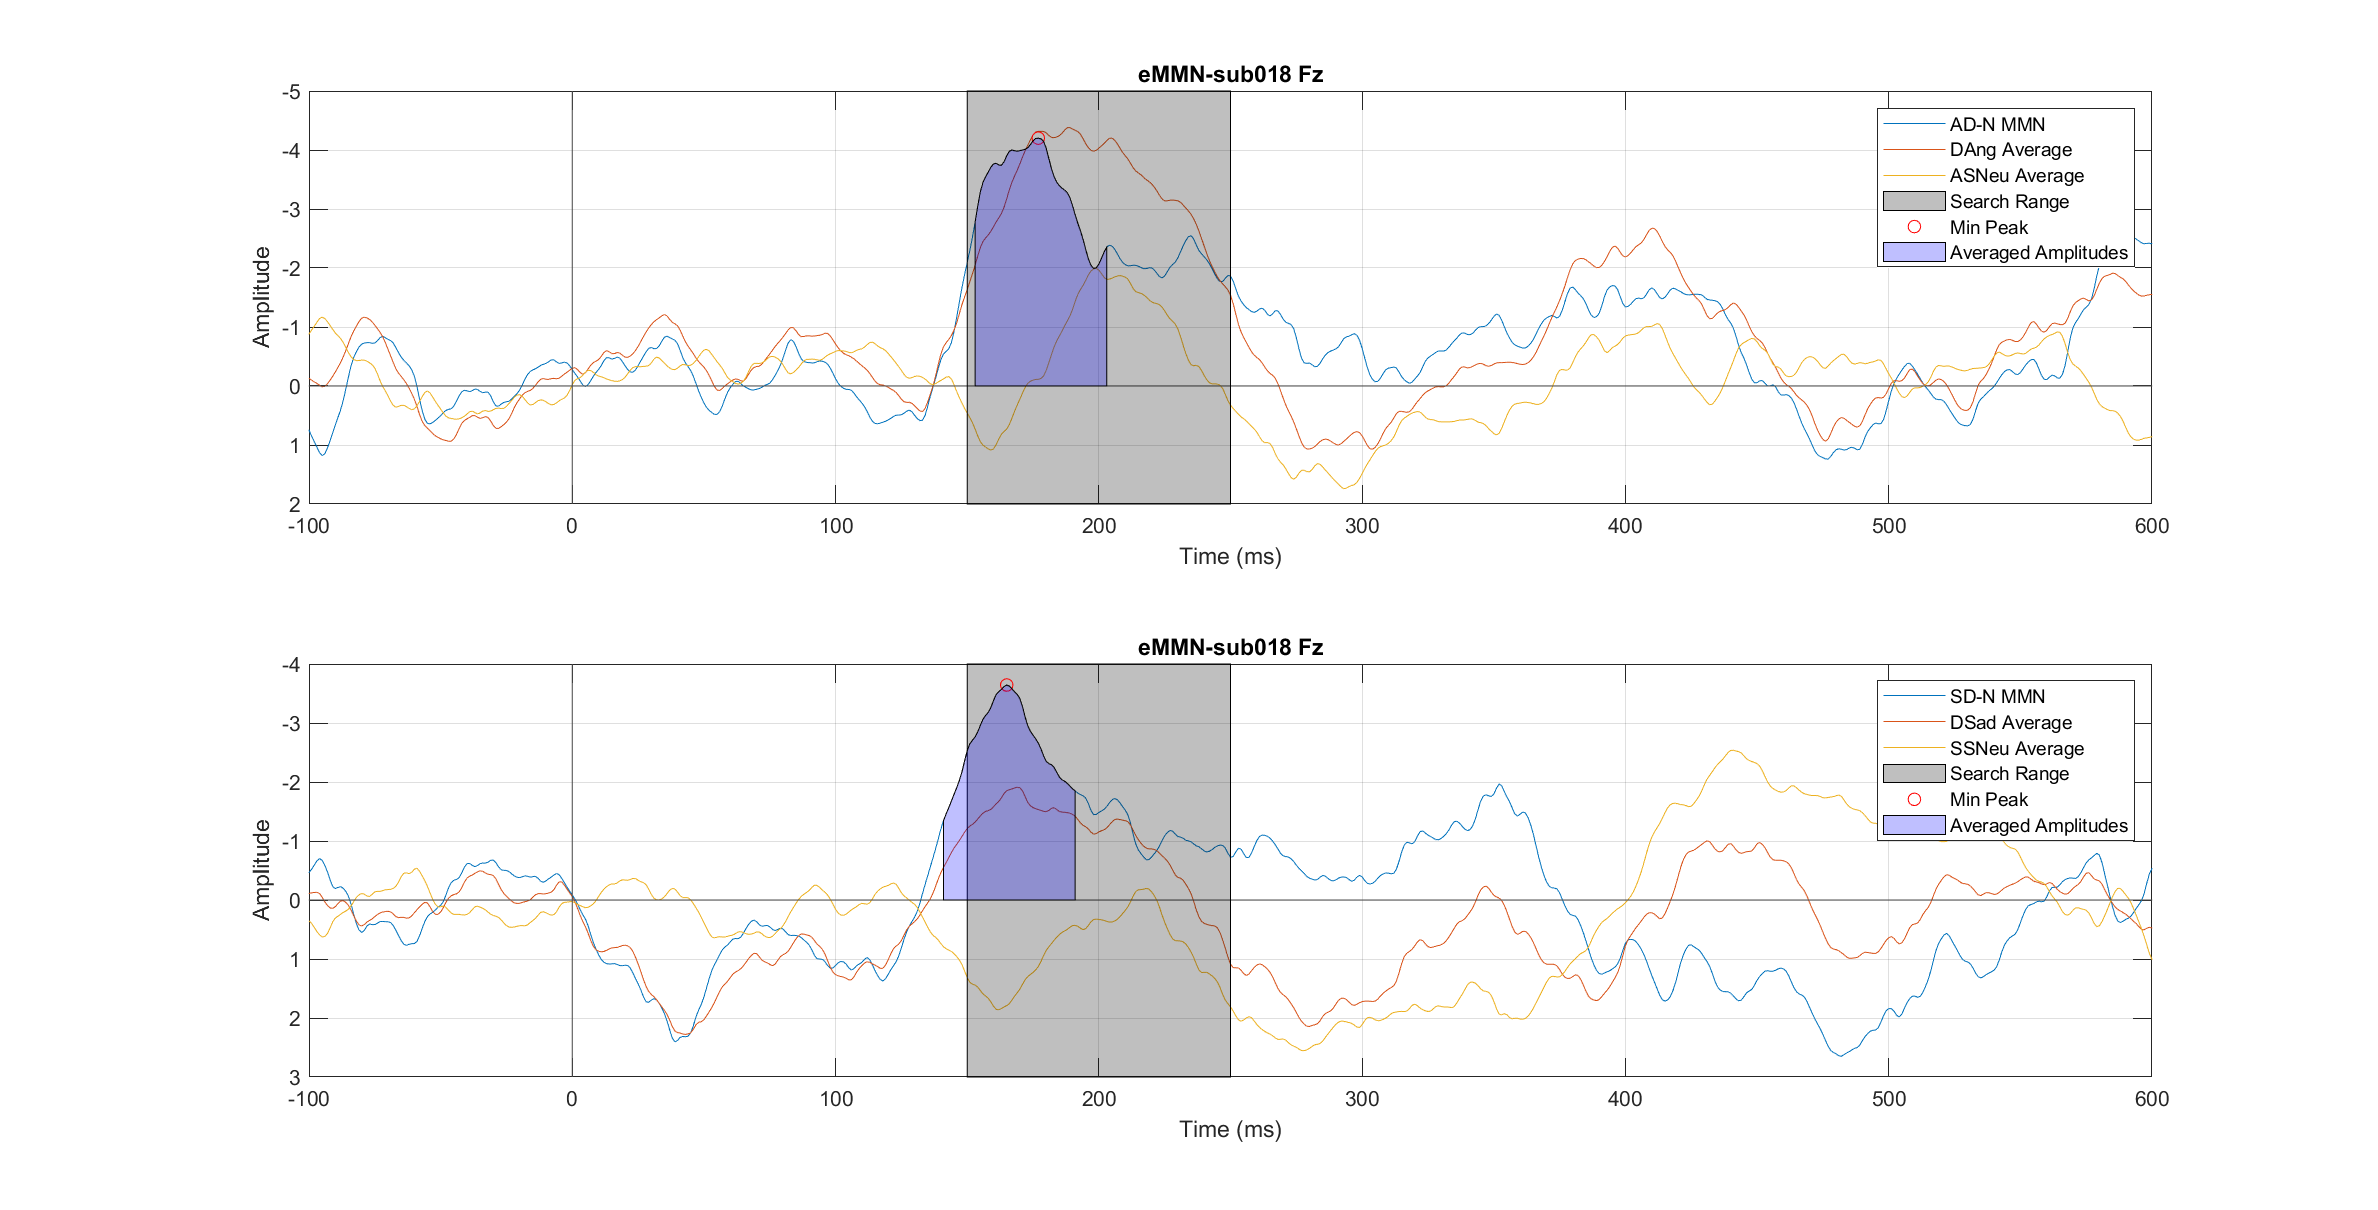 eMMN-sub018 Fz
-5
-4
-3
-2
-1
0
1
2
Amplitude
-100 0 100 200 300 400 500 600
Time (ms)
AD-N MMN
DAng Average
ASNeu Average
Search Range
Min Peak
Averaged Amplitudes
eMMN-sub018 Fz
-4
-3
-2
-1
0
1
2
3
Amplitude
-100 0 100 200 300 400 500 600
Time (ms)
SD-N MMN
DSad Average
SSNeu Average
Search Range
Min Peak
Averaged Amplitudes